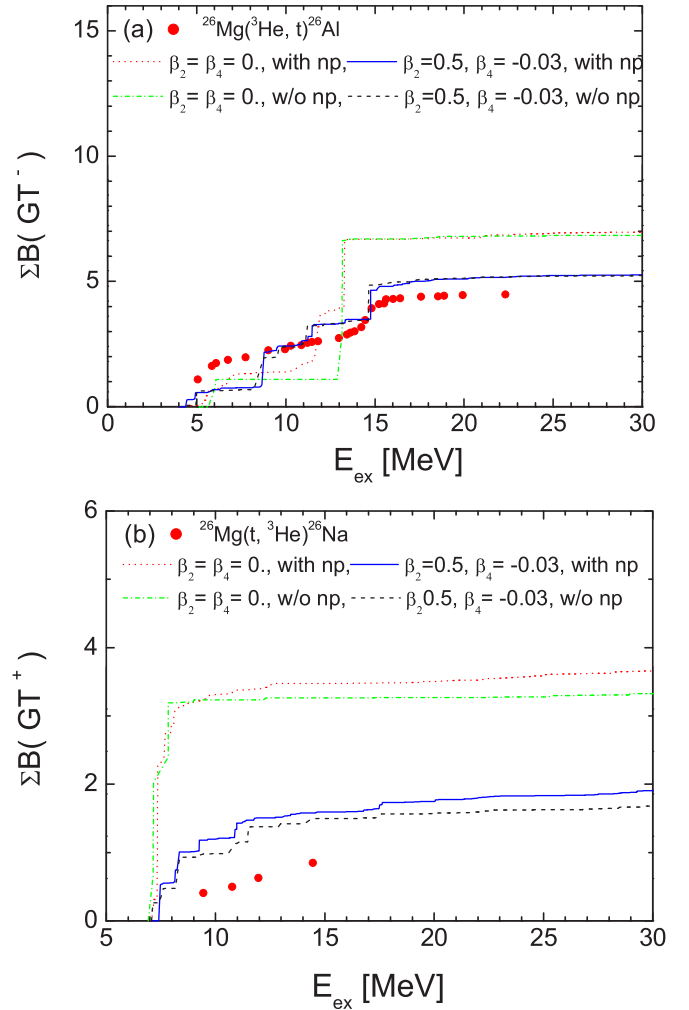 (a) ²⁶Mg(³He, t)²⁶Al
β₂= β₄= 0., with np, β₂=0.5, β₄= -0.03, with np
β₂= β₄= 0., w/o np, β₂=0.5, β₄= -0.03, w/o np
ΣB( GT⁻ )
15
10
5
0
0 5 10 15 20 25 30
E_ex [MeV]
(b) ²⁶Mg(t, ³He)²⁶Na
β₂= β₄= 0., with np, β₂=0.5, β₄= -0.03, with np
β₂= β₄= 0., w/o np, β₂0.5, β₄= -0.03, w/o np
ΣB( GT⁺ )
6
4
2
0
5 10 15 20 25 30
E_ex [MeV]